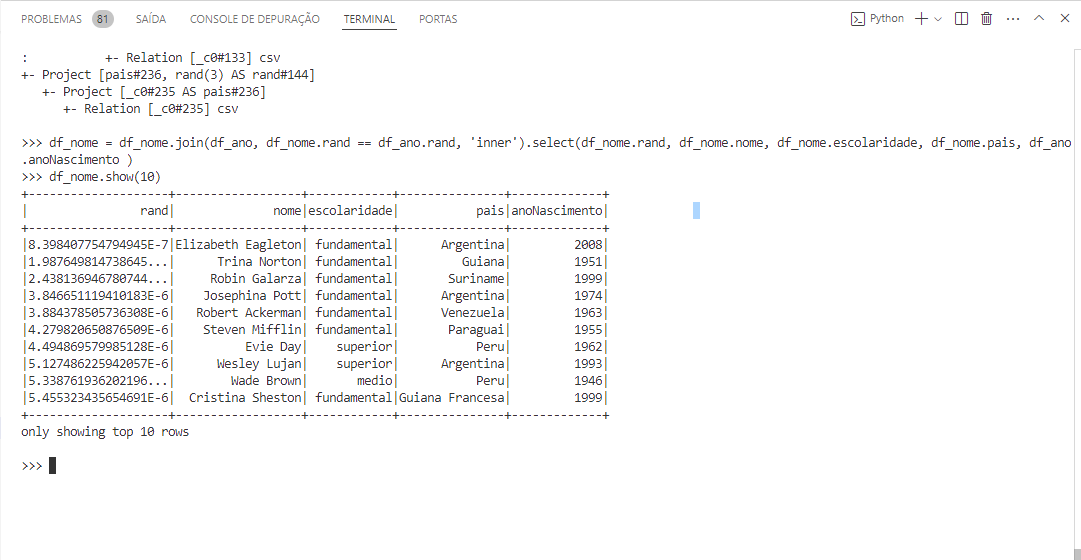 PROBLEMAS 81 SAÍDA CONSOLE DE DEPURAÇÃO TERMINAL PORTAS Python
:           +- Relation [_c0#133] csv
+- Project [pais#236, rand(3) AS rand#144]
   +- Project [_c0#235 AS pais#236]
      +- Relation [_c0#235] csv
>>> df_nome = df_nome.join(df_ano, df_nome.rand == df_ano.rand, 'inner').select(df_nome.rand, df_nome.nome, df_nome.escolaridade, df_nome.pais, df_ano
.anoNascimento )
>>> df_nome.show(10)
+--------------------+------------------+------------+---------------+-------------+
|                rand|              nome|escolaridade|           pais|anoNascimento|
+--------------------+------------------+------------+---------------+-------------+
|8.398407754794945E-7|Elizabeth Eagleton| fundamental|      Argentina|         2008|
|1.987649814738645...|      Trina Norton| fundamental|         Guiana|         1951|
|2.438136946780744...|     Robin Galarza| fundamental|       Suriname|         1999|
|3.846651119410183E-6|    Josephina Pott| fundamental|      Argentina|         1974|
|3.884378505736308E-6|   Robert Ackerman| fundamental|      Venezuela|         1963|
|4.279820650876509E-6|    Steven Mifflin| fundamental|       Paraguai|         1955|
|4.494869579985128E-6|          Evie Day|    superior|           Peru|         1962|
|5.127486225942057E-6|      Wesley Lujan|    superior|      Argentina|         1993|
|5.338761936202196...|        Wade Brown|       medio|           Peru|         1946|
|5.455323435654691E-6|  Cristina Sheston| fundamental|Guiana Francesa|         1999|
+--------------------+------------------+------------+---------------+-------------+
only showing top 10 rows
>>>